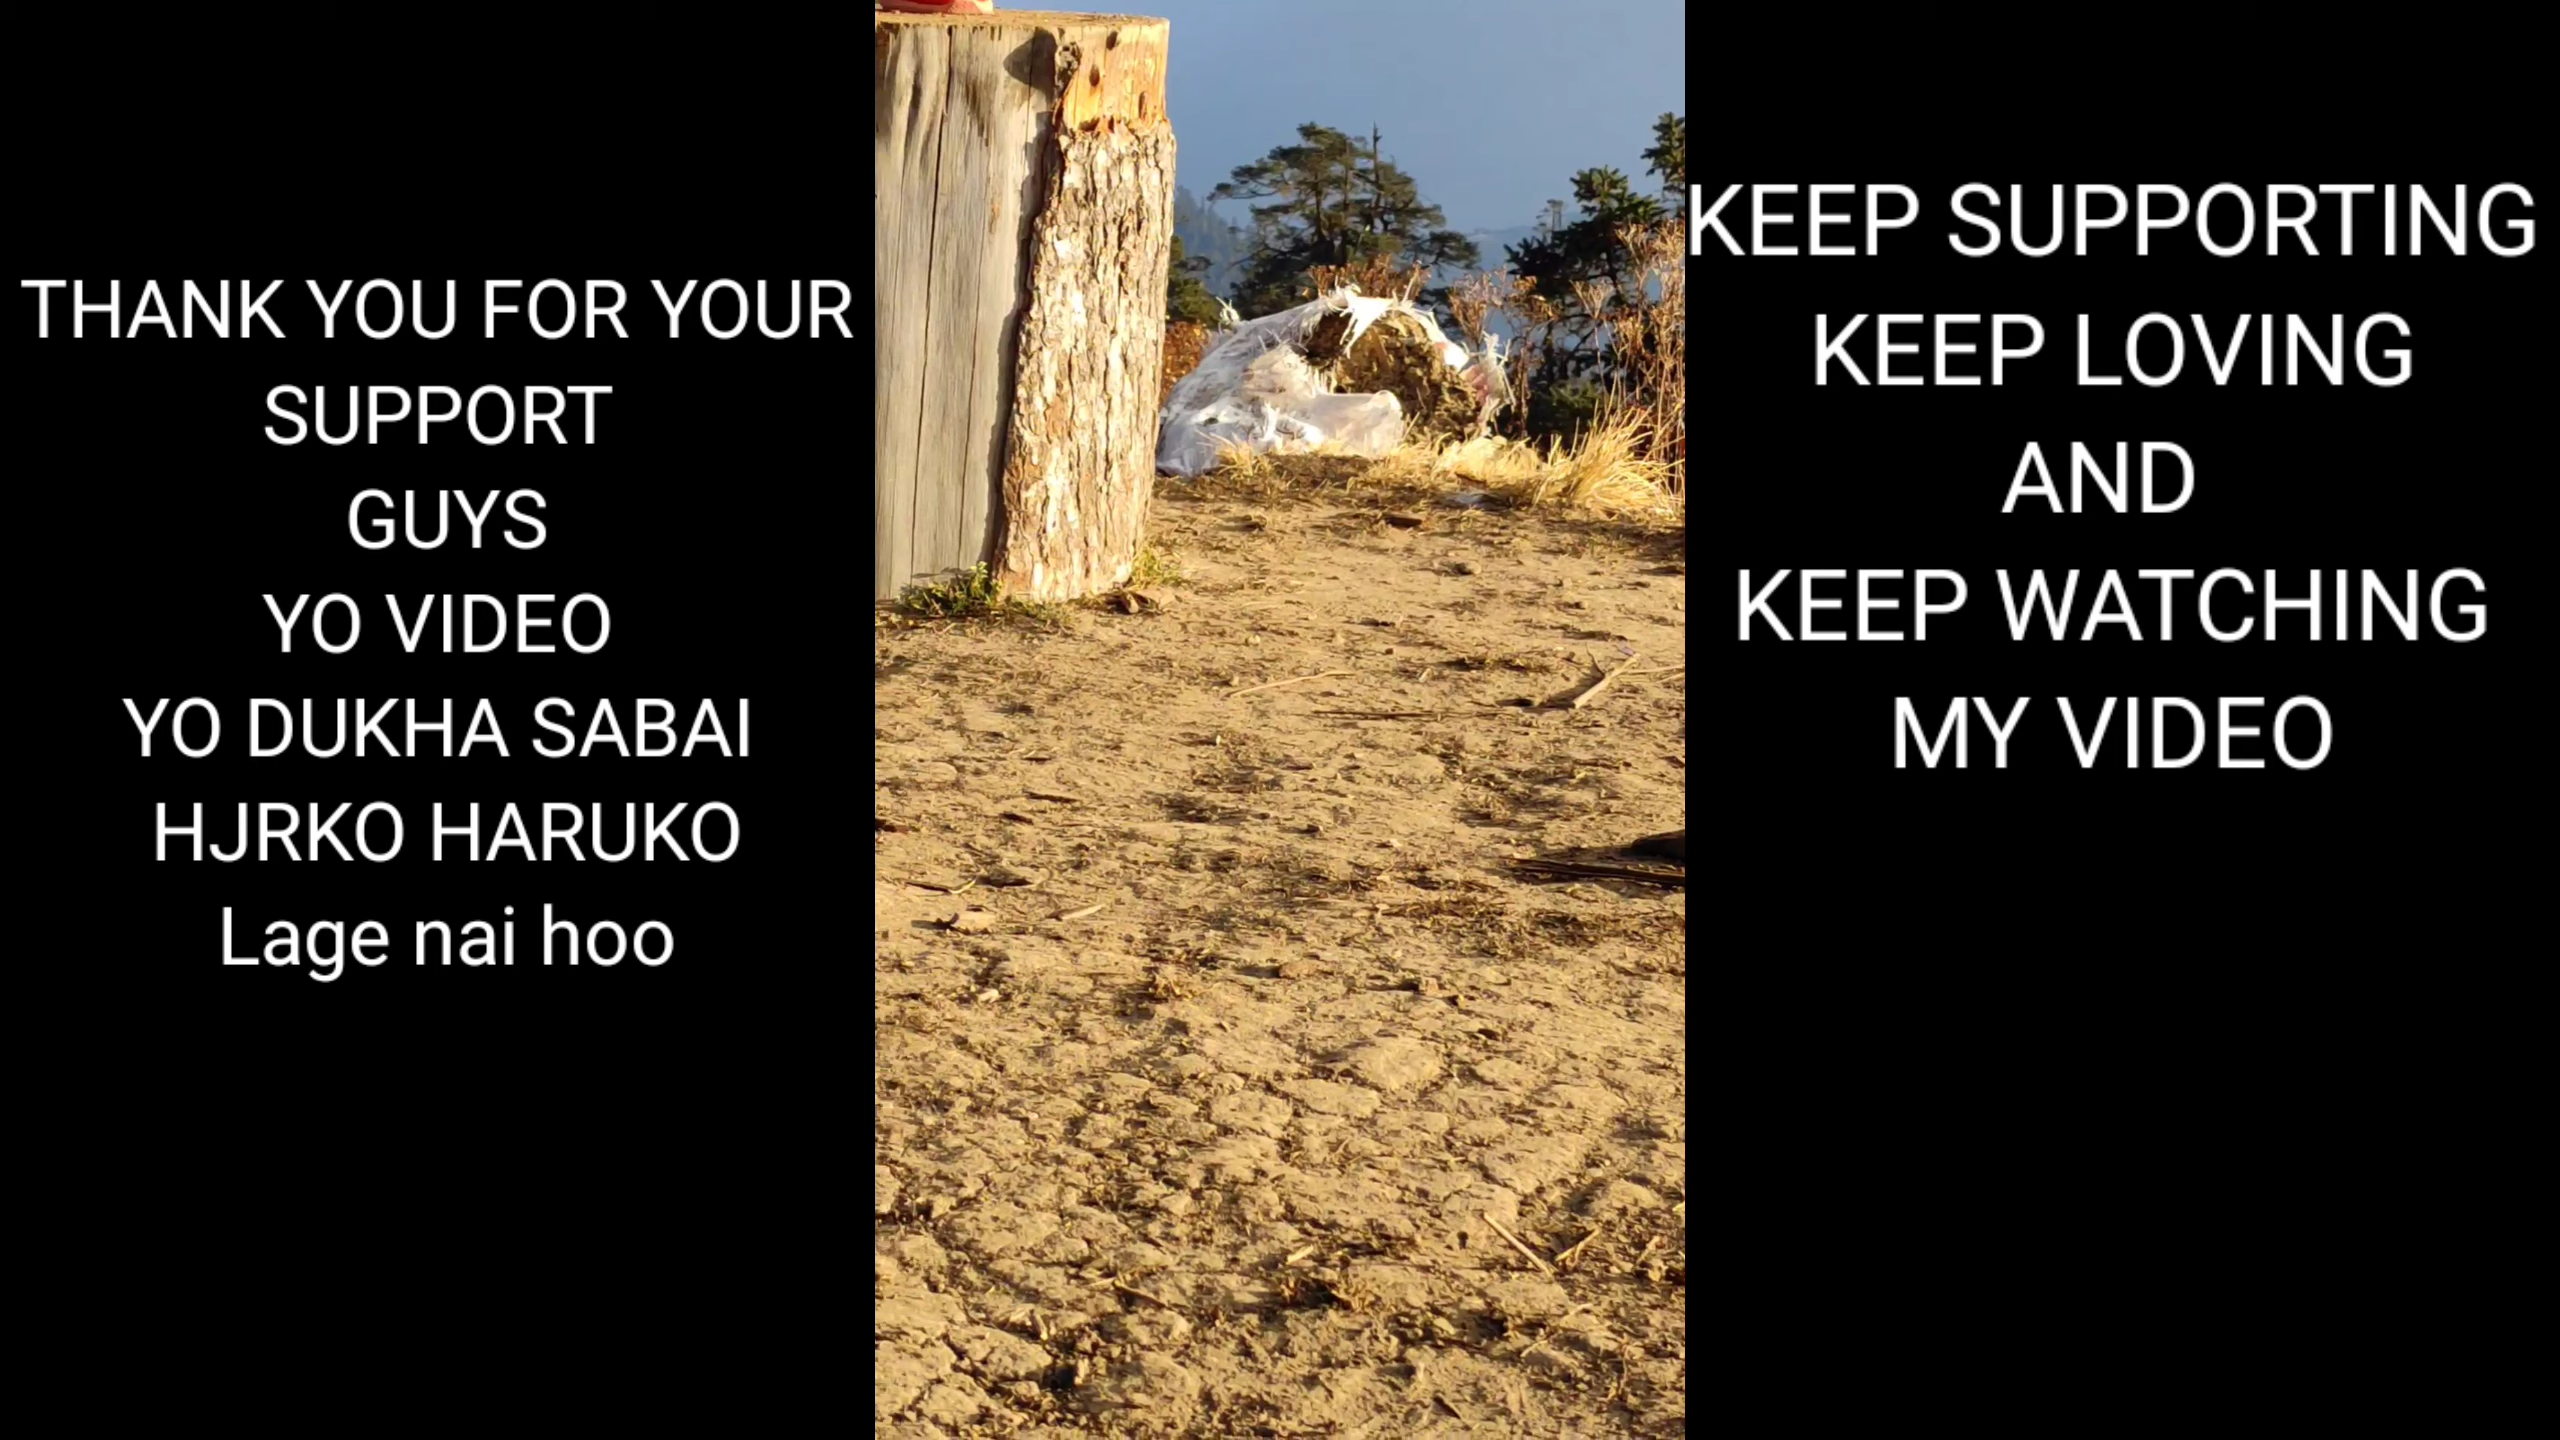 THANK YOU FOR YOUR
SUPPORT
GUYS
YO VIDEO
YO DUKHA SABAI
HJRKO HARUKO
Lage nai hoo
KEEP SUPPORTING
KEEP LOVING
AND
KEEP WATCHING
MY VIDEO